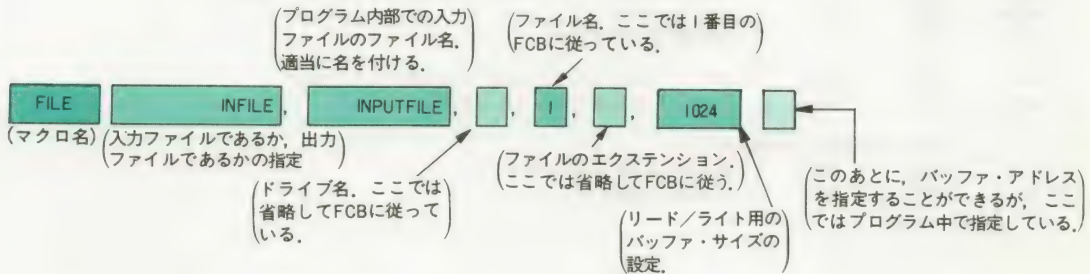 (プログラム内部での入力
ファイルのファイル名.
適当に名を付ける.)
(ファイル名. ここでは1番目の
FCBに従っている.)
FILE INFILE, INPUTFILE, , 1, , 1024
(マクロ名)
(入力ファイルであるか, 出力
ファイルであるかの指定)
(ドライブ名. ここでは
省略してFCBに従って
いる.)
(ファイルのエクステンション.
ここでは省略してFCBに従う.)
(リード/ライト用の
バッファ・サイズの
設定.)
(このあとに, バッファ・アドレス
を指定することができるが, ここ
ではプログラム中で指定している.)